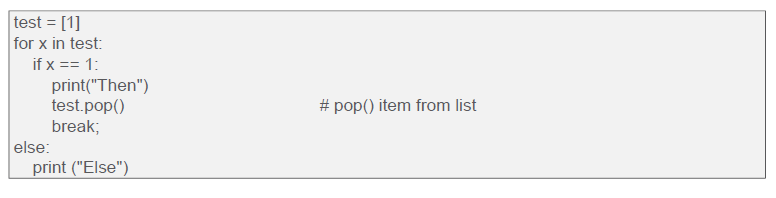 test = [1]
for x in test:
    if x == 1:
        print("Then")
        test.pop()                    # pop() item from list
        break;
else:
    print ("Else")